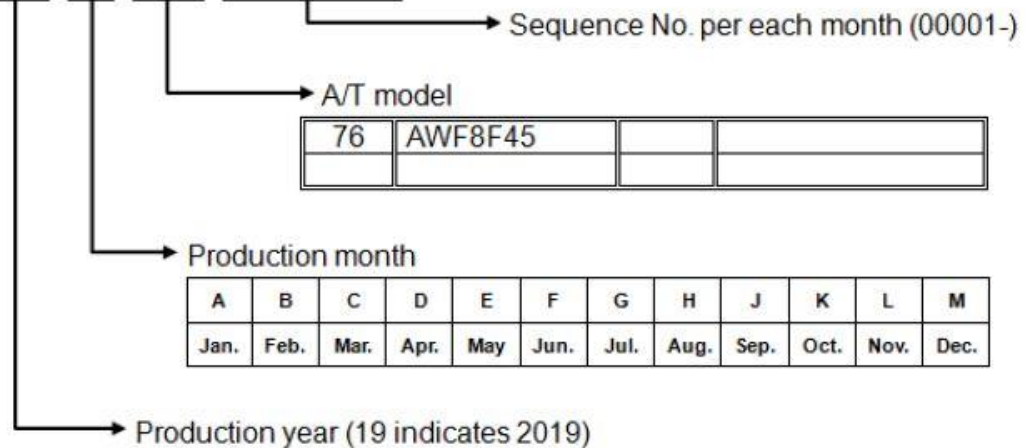 Sequence No. per each month (00001-)
A/T model
76 AWF8F45
Production month
A B C D E F G H J K L M
Jan. Feb. Mar. Apr. May Jun. Jul. Aug. Sep. Oct. Nov. Dec.
Production year (19 indicates 2019)